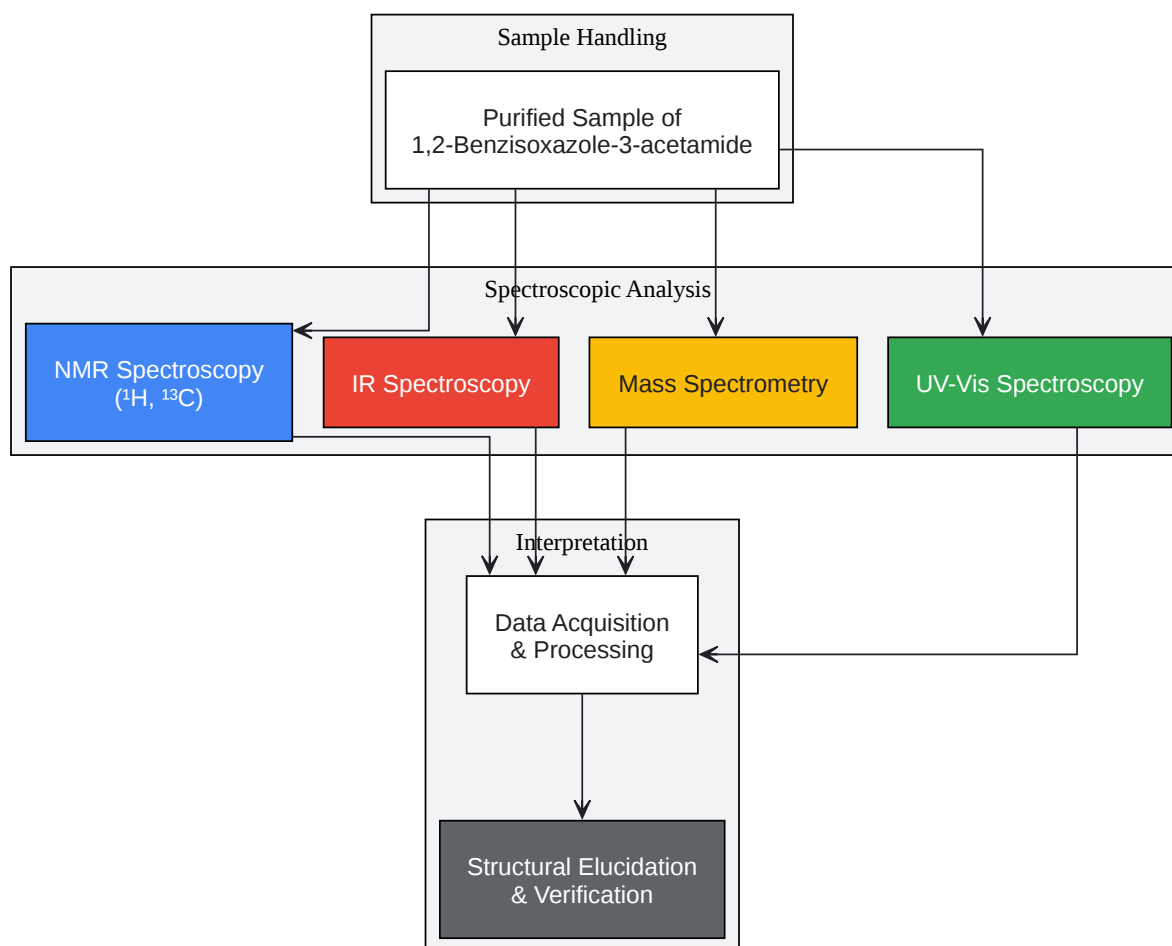 Sample Handling
Purified Sample of
1,2-Benzisoxazole-3-acetamide
Spectroscopic Analysis
NMR Spectroscopy
(¹H, ¹³C)
IR Spectroscopy
Mass Spectrometry
UV-Vis Spectroscopy
Interpretation
Data Acquisition
& Processing
Structural Elucidation
& Verification